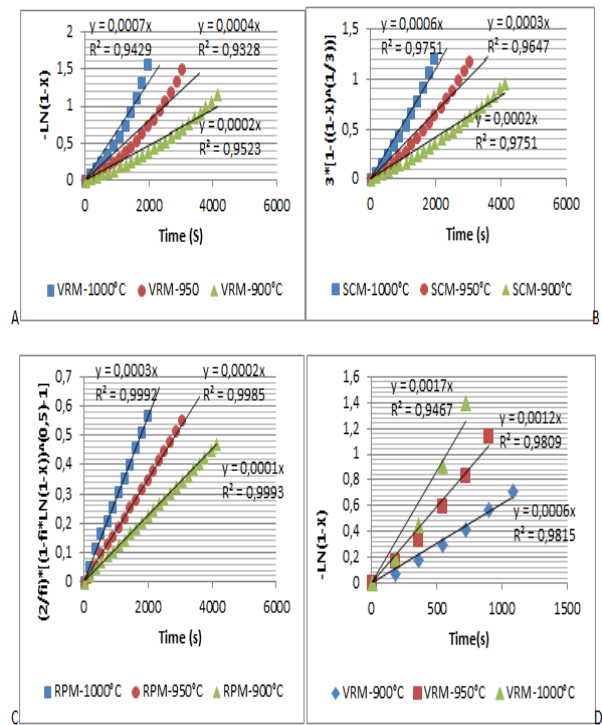 y = 0,0007x
R² = 0,9429
y = 0,0004x
R² = 0,9328
2
1,5
1
0,5
0
-LN(1-X)
y = 0,0002x
R² = 0,9523
0 2000 4000 6000
Time (S)
VRM-1000°C VRM-950 VRM-900°C
A
y = 0,0006x
R² = 0,9751
y = 0,0003x
R² = 0,9647
1,5
1
0,5
0
3*[1-((1-X)^(1/3))]
y = 0,0002x
R² = 0,9751
0 2000 4000 6000
Time (s)
SCM-1000°C SCM-950°C SCM-900°C
B
y = 0,0003x
R² = 0,9992
y = 0,0002x
R² = 0,9985
0,7
0,6
0,5
0,4
0,3
0,2
0,1
0
(2/fi)*[(1-fi*LN(1-X))^(0,5)-1]
y = 0,0001x
R² = 0,9993
0 2000 4000 6000
Time (s)
RPM-1000°C RPM-950°C RPM-900°C
C
y = 0,0017x
R² = 0,9467
y = 0,0012x
R² = 0,9809
1,6
1,4
1,2
1
0,8
0,6
0,4
0,2
0
-LN(1-X)
y = 0,0006x
R² = 0,9815
0 500 1000 1500
Time(s)
VRM-900°C VRM-950°C VRM-1000°C
D